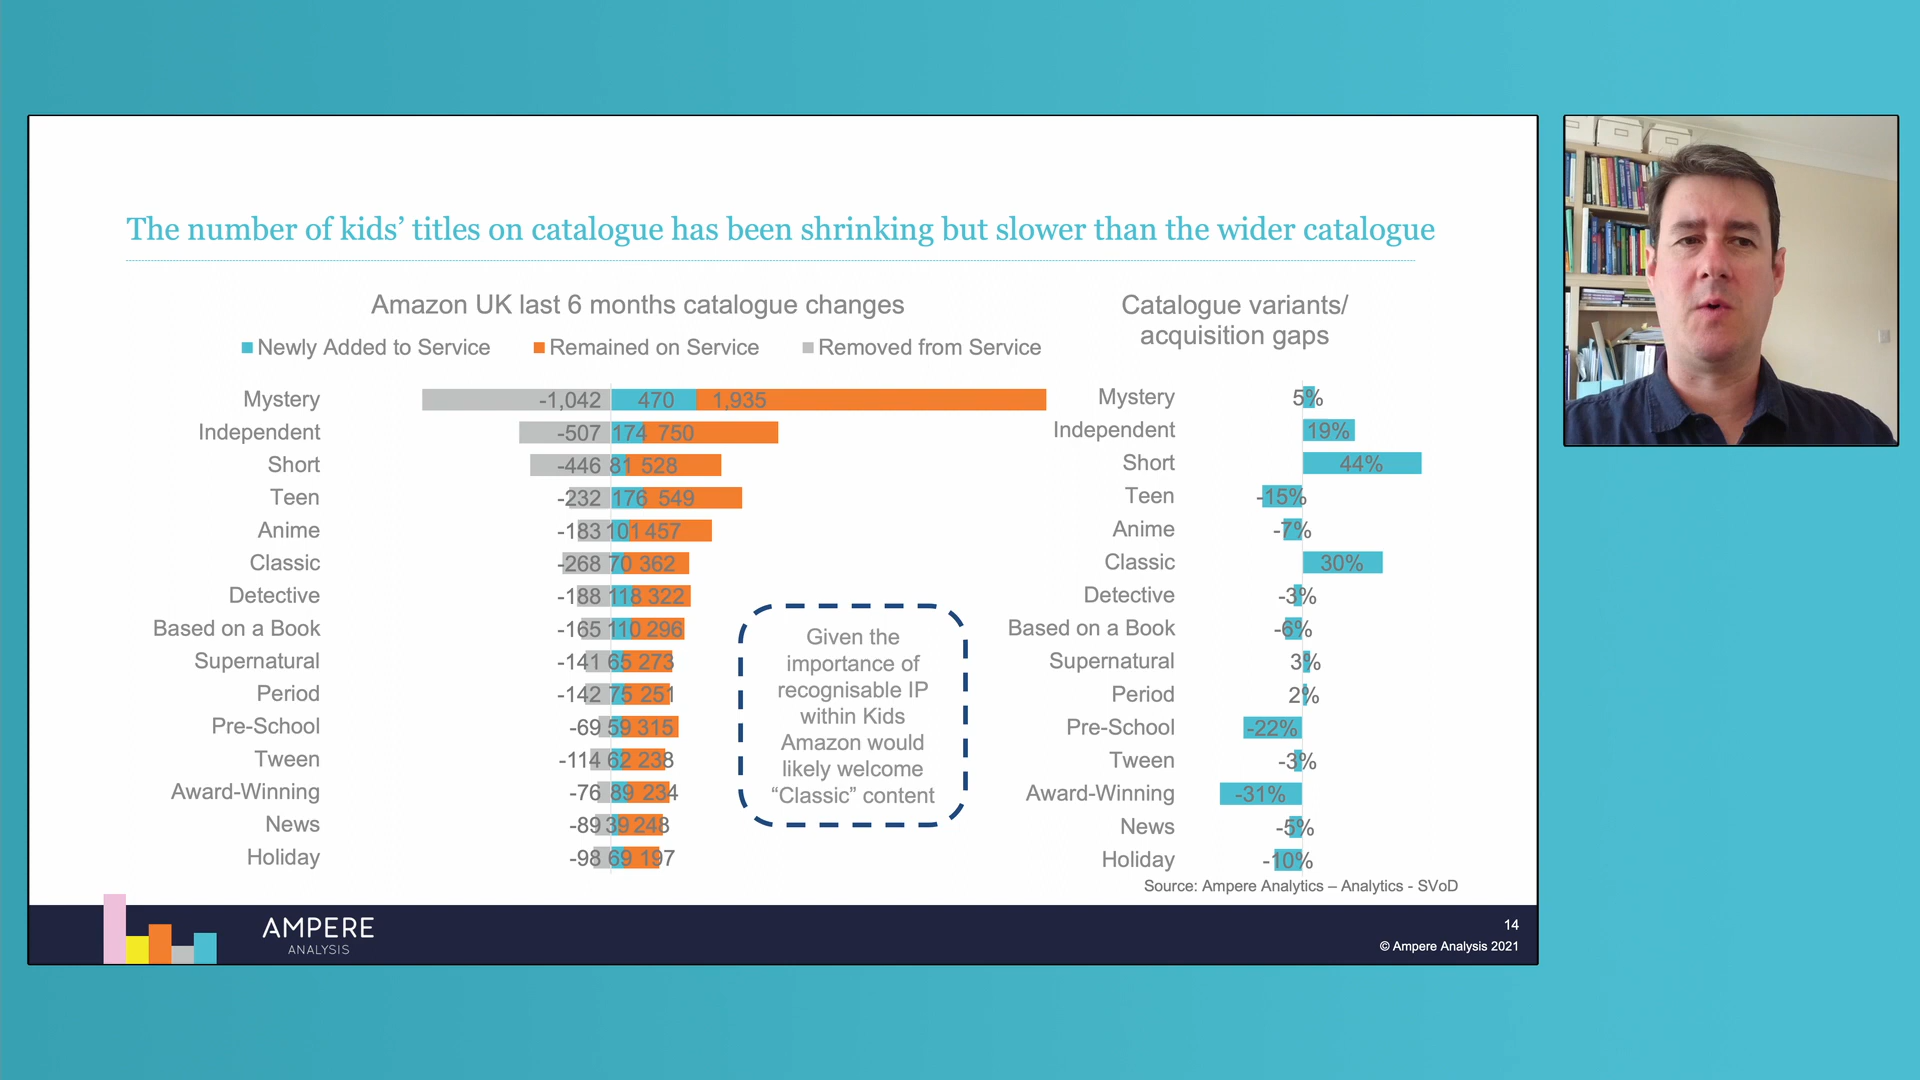 The number of kids’ titles on catalogue has been shrinking but slower than the wider catalogue
Amazon UK last 6 months catalogue changes
Newly Added to Service
Remained on Service
Removed from Service
Mystery -1,042 470 1,935
Independent -507 174 750
Short -446 81 528
Teen -232 176 549
Anime -183 101 457
Classic -268 70 362
Detective -188 118 322
Based on a Book -165 110 296
Supernatural -141 65 273
Period -142 75 251
Pre-School -69 59 315
Tween -114 62 238
Award-Winning -76 89 234
News -89 39 248
Holiday -98 69 197
Given the
importance of
recognisable IP
within Kids
Amazon would
likely welcome
“Classic” content
Catalogue variants/
acquisition gaps
Mystery 5%
Independent 19%
Short 44%
Teen -15%
Anime -7%
Classic 30%
Detective -3%
Based on a Book -6%
Supernatural 3%
Period 2%
Pre-School -22%
Tween -3%
Award-Winning -31%
News -5%
Holiday -10%
Source: Ampere Analytics – Analytics - SVoD
AMPERE
ANALYSIS
14
© Ampere Analysis 2021